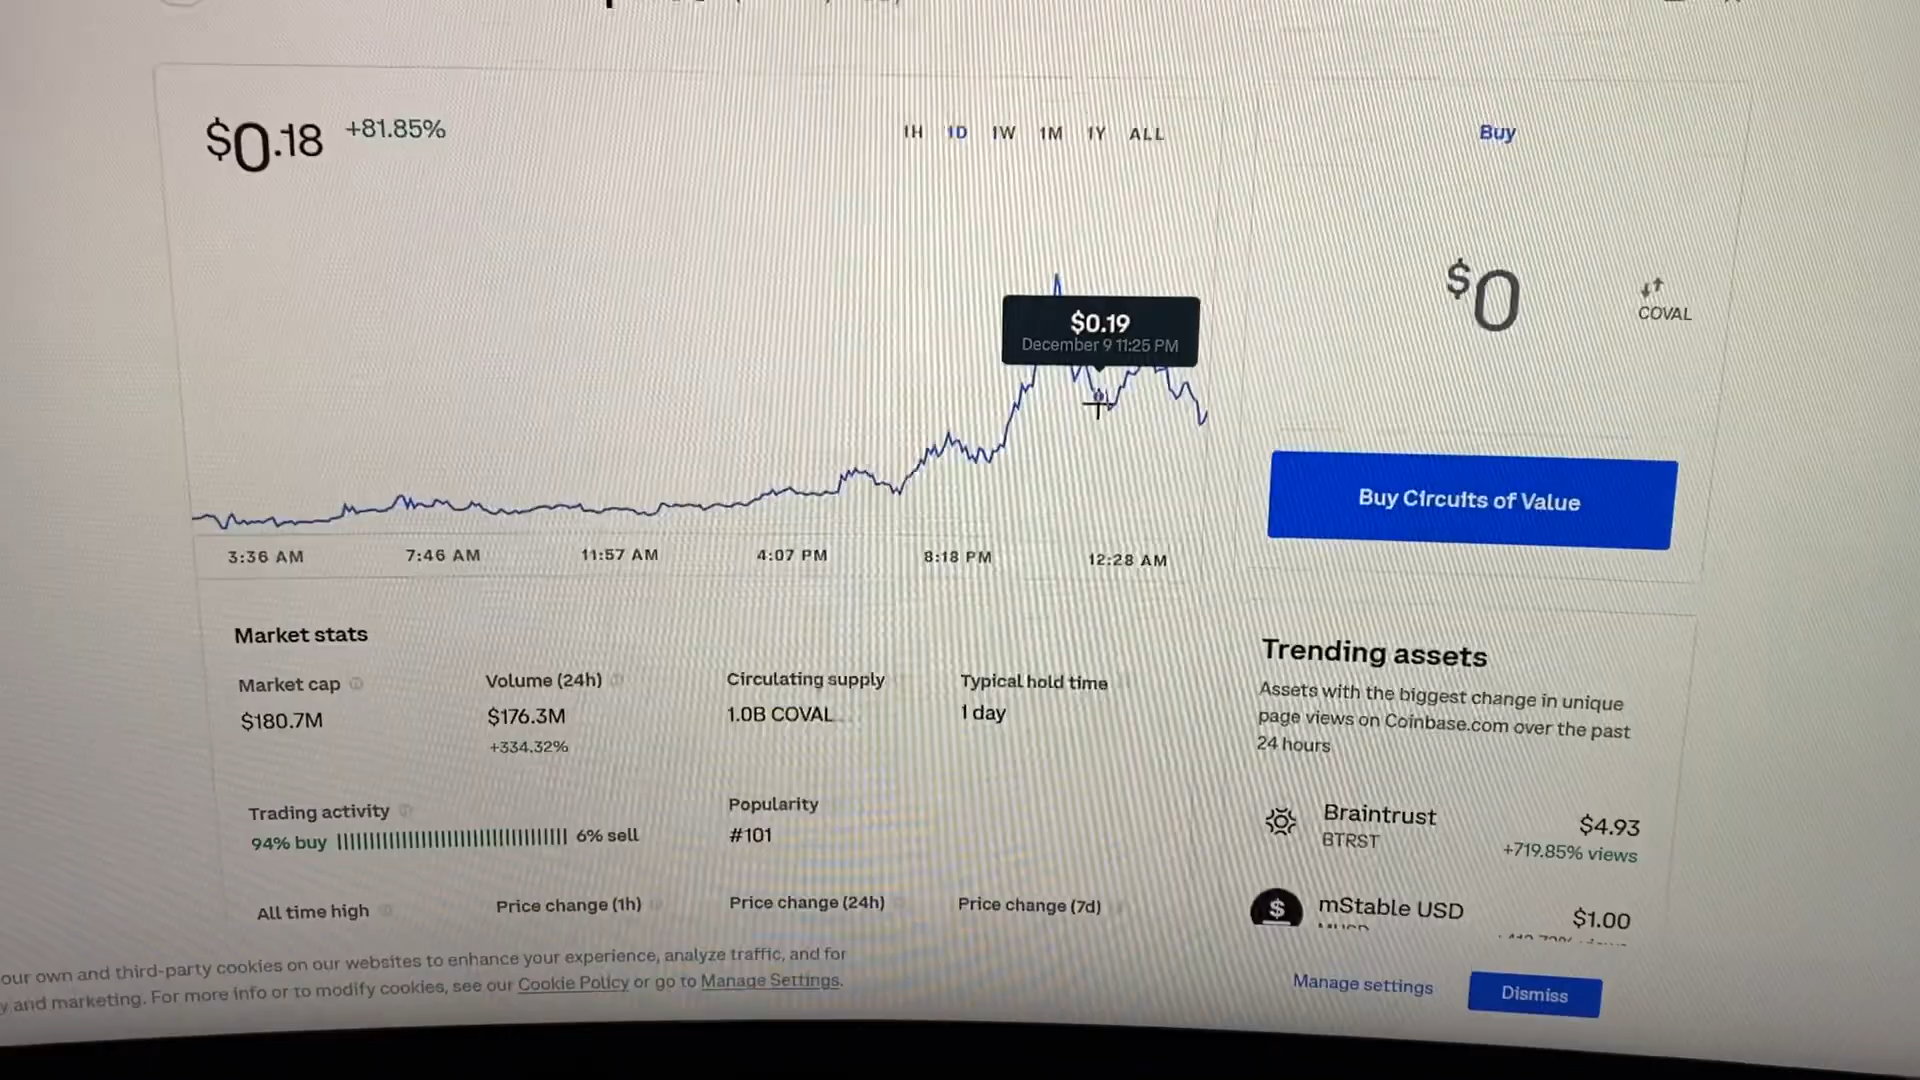 $0.18 +81.85%
1H 1D 1W 1M 1Y ALL
$0.19
December 9 11:25 PM
3:36 AM 7:46 AM 11:57 AM 4:07 PM 8:18 PM 12:28 AM
Buy
$0
COVAL
Buy Circuits of Value
Market stats
Market cap Volume (24h) Circulating supply Typical hold time
$180.7M $176.3M 1.0B COVAL 1 day
+334.32%
Trading activity Popularity
94% buy 6% sell #101
All time high Price change (1h) Price change (24h) Price change (7d)
Trending assets
Assets with the biggest change in unique
page views on Coinbase.com over the past
24 hours
Braintrust $4.93
BTRST +719.85% views
mStable USD $1.00
$
our own and third-party cookies on our websites to enhance your experience, analyze traffic, and for
y and marketing. For more info or to modify cookies, see our Cookie Policy or go to Manage Settings.
Manage settings Dismiss